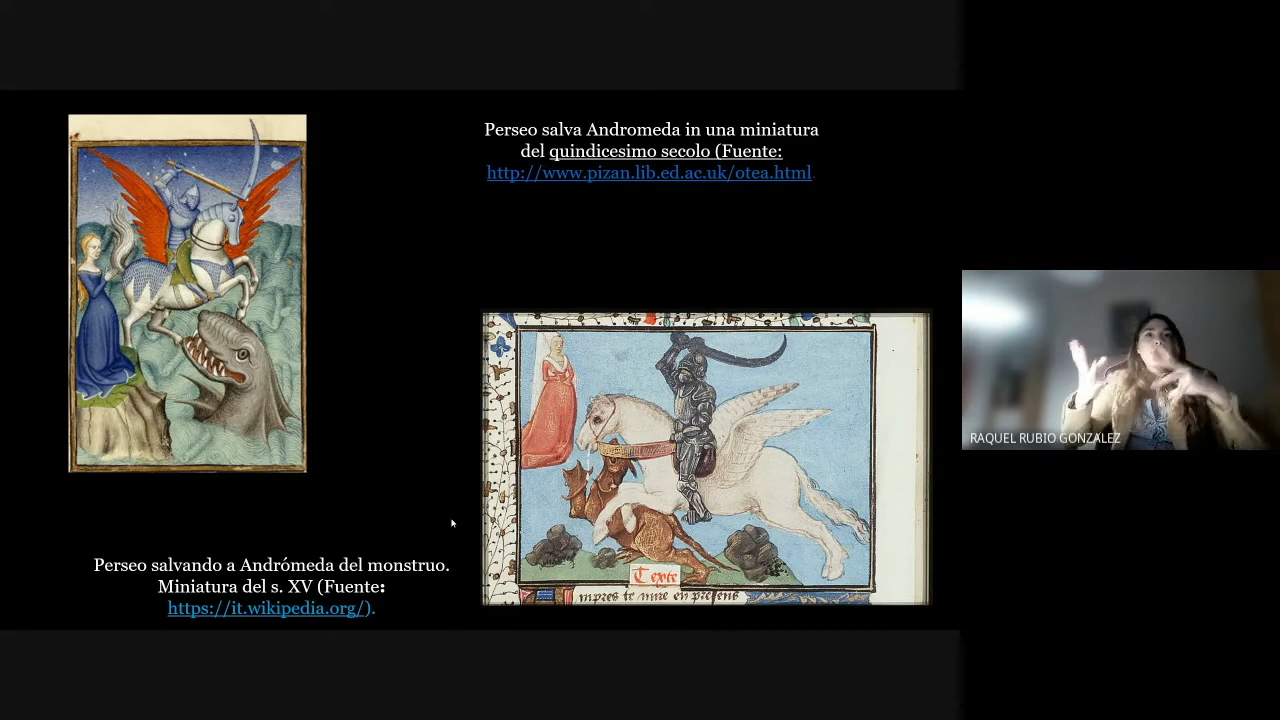 Perseo salva Andromeda in una miniatura
del quindicesimo secolo (Fuente:
http://www.pizan.lib.ed.ac.uk/otea.html.
Texte
Perseo salvando a Andrómeda del monstruo.
Miniatura del s. XV (Fuente:
https://it.wikipedia.org/).
RAQUEL RUBIO GONZÁLEZ